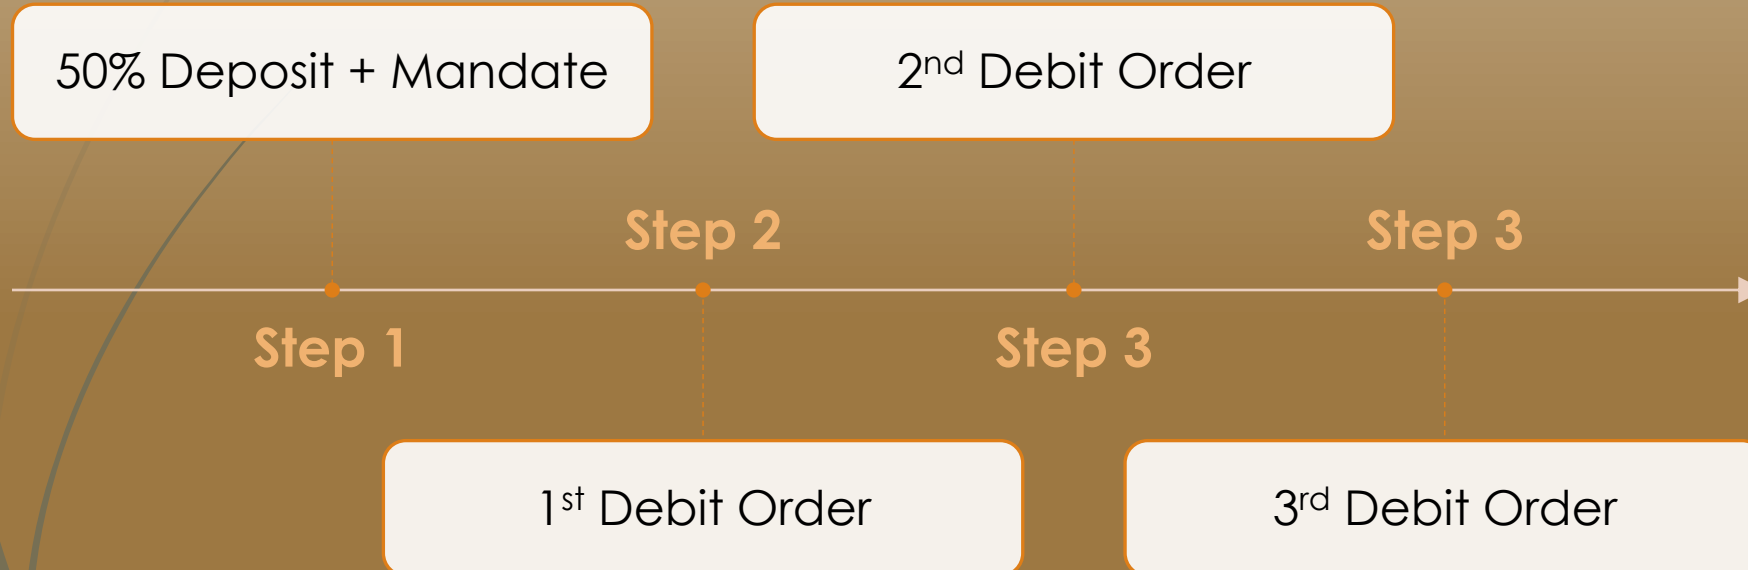 50% Deposit + Mandate
2nd Debit Order
Step 2
Step 3
Step 1
Step 3
1st Debit Order
3rd Debit Order